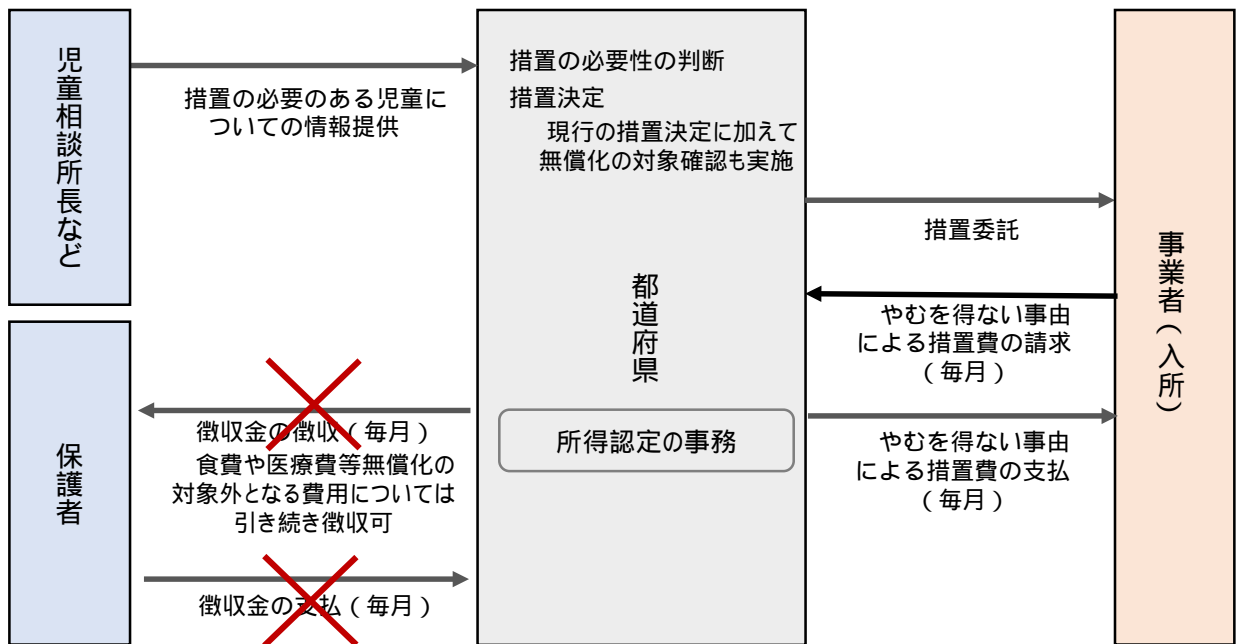 児童相談所長など
措置の必要のある児童に
ついての情報提供
措置の必要性の判断
措置決定
現行の措置決定に加えて
無償化の対象確認も実施
都道府県
所得認定の事務
措置委託
やむを得ない事由
による措置費の請求
(毎月)
やむを得ない事由
による措置費の支払
(毎月)
事業者(入所)
保護者
徴収金の徴収(毎月)
食費や医療費等無償化の
対象外となる費用については
引き続き徴収可
徴収金の支払(毎月)